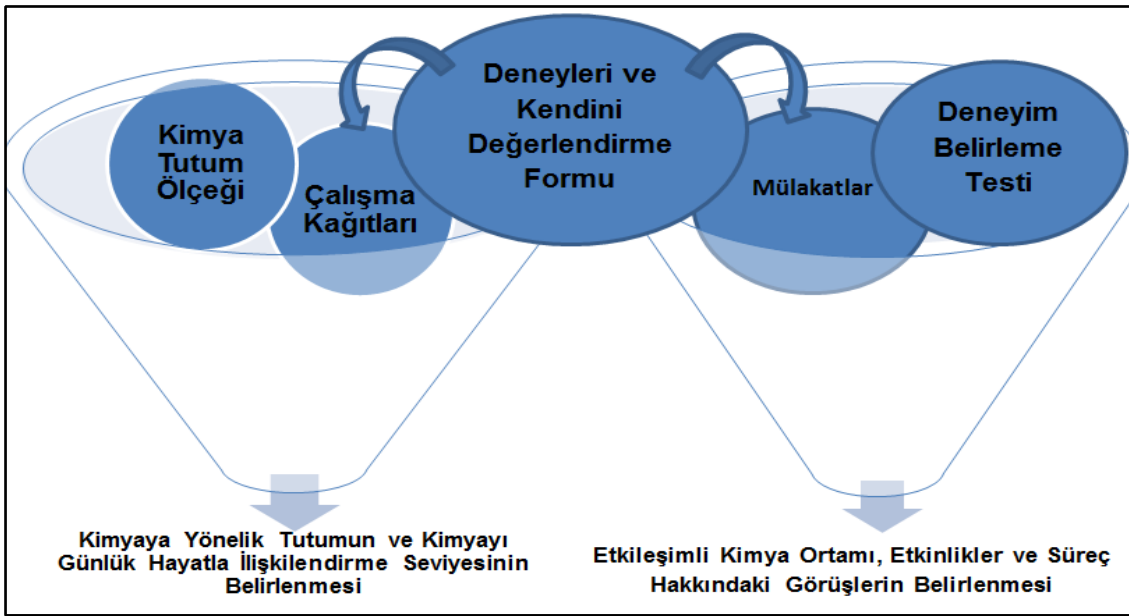 Kimya
Tutum
Ölçeği
Çalışma
Kağıtları
Deneyleri ve
Kendini
Değerlendirme
Formu
Mülakatlar
Deneyim
Belirleme
Testi
Kimyaya Yönelik Tutumun ve Kimyayı
Günlük Hayatla İlişkilendirme Seviyesinin
Belirlenmesi
Etkileşimli Kimya Ortamı, Etkinlikler ve Süreç
Hakkındaki Görüşlerin Belirlenmesi